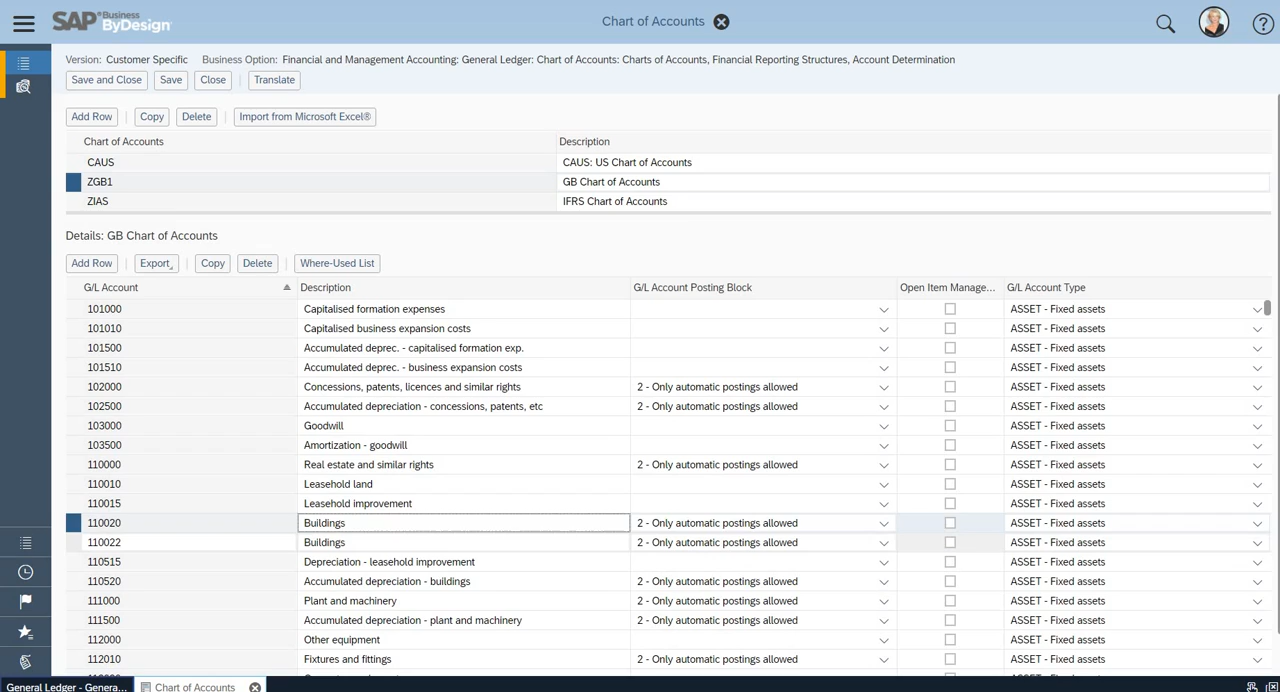 SAP® Business ByDesign
Chart of Accounts
Version: Customer Specific Business Option: Financial and Management Accounting: General Ledger: Chart of Accounts: Charts of Accounts, Financial Reporting Structures, Account Determination
Save and Close Save Close Translate
Add Row Copy Delete Import from Microsoft Excel®
Chart of Accounts Description
CAUS CAUS: US Chart of Accounts
ZGB1 GB Chart of Accounts
ZIAS IFRS Chart of Accounts
Details: GB Chart of Accounts
Add Row Export Copy Delete Where-Used List
G/L Account Description G/L Account Posting Block Open Item Manage... G/L Account Type
101000 Capitalised formation expenses ASSET - Fixed assets
101010 Capitalised business expansion costs ASSET - Fixed assets
101500 Accumulated deprec. - capitalised formation exp. ASSET - Fixed assets
101510 Accumulated deprec. - business expansion costs ASSET - Fixed assets
102000 Concessions, patents, licences and similar rights 2 - Only automatic postings allowed ASSET - Fixed assets
102500 Accumulated depreciation - concessions, patents, etc 2 - Only automatic postings allowed ASSET - Fixed assets
103000 Goodwill ASSET - Fixed assets
103500 Amortization - goodwill ASSET - Fixed assets
110000 Real estate and similar rights 2 - Only automatic postings allowed ASSET - Fixed assets
110010 Leasehold land ASSET - Fixed assets
110015 Leasehold improvement ASSET - Fixed assets
110020 Buildings 2 - Only automatic postings allowed ASSET - Fixed assets
110022 Buildings 2 - Only automatic postings allowed ASSET - Fixed assets
110515 Depreciation - leasehold improvement ASSET - Fixed assets
110520 Accumulated depreciation - buildings 2 - Only automatic postings allowed ASSET - Fixed assets
111000 Plant and machinery 2 - Only automatic postings allowed ASSET - Fixed assets
111500 Accumulated depreciation - plant and machinery 2 - Only automatic postings allowed ASSET - Fixed assets
112000 Other equipment ASSET - Fixed assets
112010 Fixtures and fittings 2 - Only automatic postings allowed ASSET - Fixed assets
General Ledger - Genera... Chart of Accounts